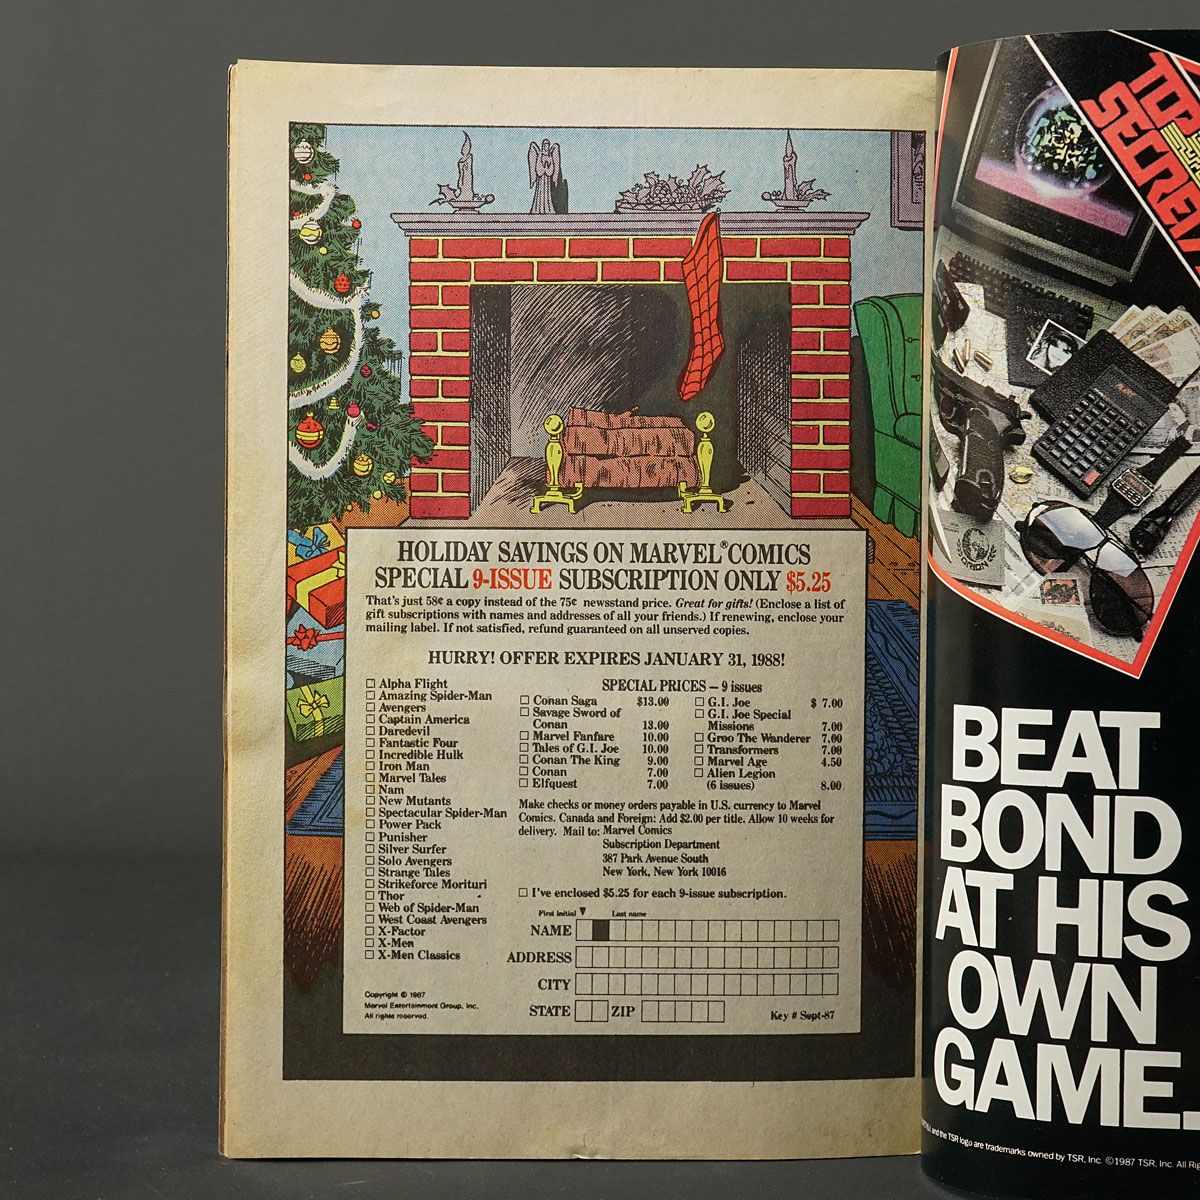 HOLIDAY SAVINGS ON MARVEL® COMICS
SPECIAL 9-ISSUE SUBSCRIPTION ONLY $5.25
That's just 58¢ a copy instead of the 75¢ newsstand price. Great for gifts! (Enclose a list of
gift subscriptions with names and addresses of all your friends.) If renewing, enclose your
mailing label. If not satisfied, refund guaranteed on all unserved copies.
HURRY! OFFER EXPIRES JANUARY 31, 1988!
☐ Alpha Flight
☐ Amazing Spider-Man
☐ Avengers
☐ Captain America
☐ Daredevil
☐ Fantastic Four
☐ Incredible Hulk
☐ Iron Man
☐ Marvel Tales
☐ Nam
☐ New Mutants
☐ Spectacular Spider-Man
☐ Power Pack
☐ Punisher
☐ Silver Surfer
☐ Solo Avengers
☐ Strange Tales
☐ Strikeforce Morituri
☐ Thor
☐ Web of Spider-Man
☐ West Coast Avengers
☐ X-Factor
☐ X-Men
☐ X-Men Classics
SPECIAL PRICES – 9 issues
☐ Conan Saga $13.00
☐ Savage Sword of
Conan 13.00
☐ Marvel Fanfare 10.00
☐ Tales of G.I. Joe 10.00
☐ Conan The King 9.00
☐ Conan 7.00
☐ Elfquest 7.00
☐ G.I. Joe $ 7.00
☐ G.I. Joe Special
Missions 7.00
☐ Groo The Wanderer 7.00
☐ Transformers 7.00
☐ Marvel Age 4.50
☐ Alien Legion
(6 issues) 8.00
Make checks or money orders payable in U.S. currency to Marvel
Comics. Canada and Foreign: Add $2.00 per title. Allow 10 weeks for
delivery. Mail to: Marvel Comics
Subscription Department
387 Park Avenue South
New York, New York 10016
☐ I've enclosed $5.25 for each 9-issue subscription.
First initial ▼ Last name
NAME
ADDRESS
CITY
STATE ZIP
Key # Sept-87
Copyright © 1987
Marvel Entertainment Group, Inc.
All rights reserved.
TOP
SECRET
PASSPORT
ORION
BEAT
BOND
AT HIS
OWN
GAME.
and the TSR logo are trademarks owned by TSR, Inc. ©1987 TSR, Inc. All